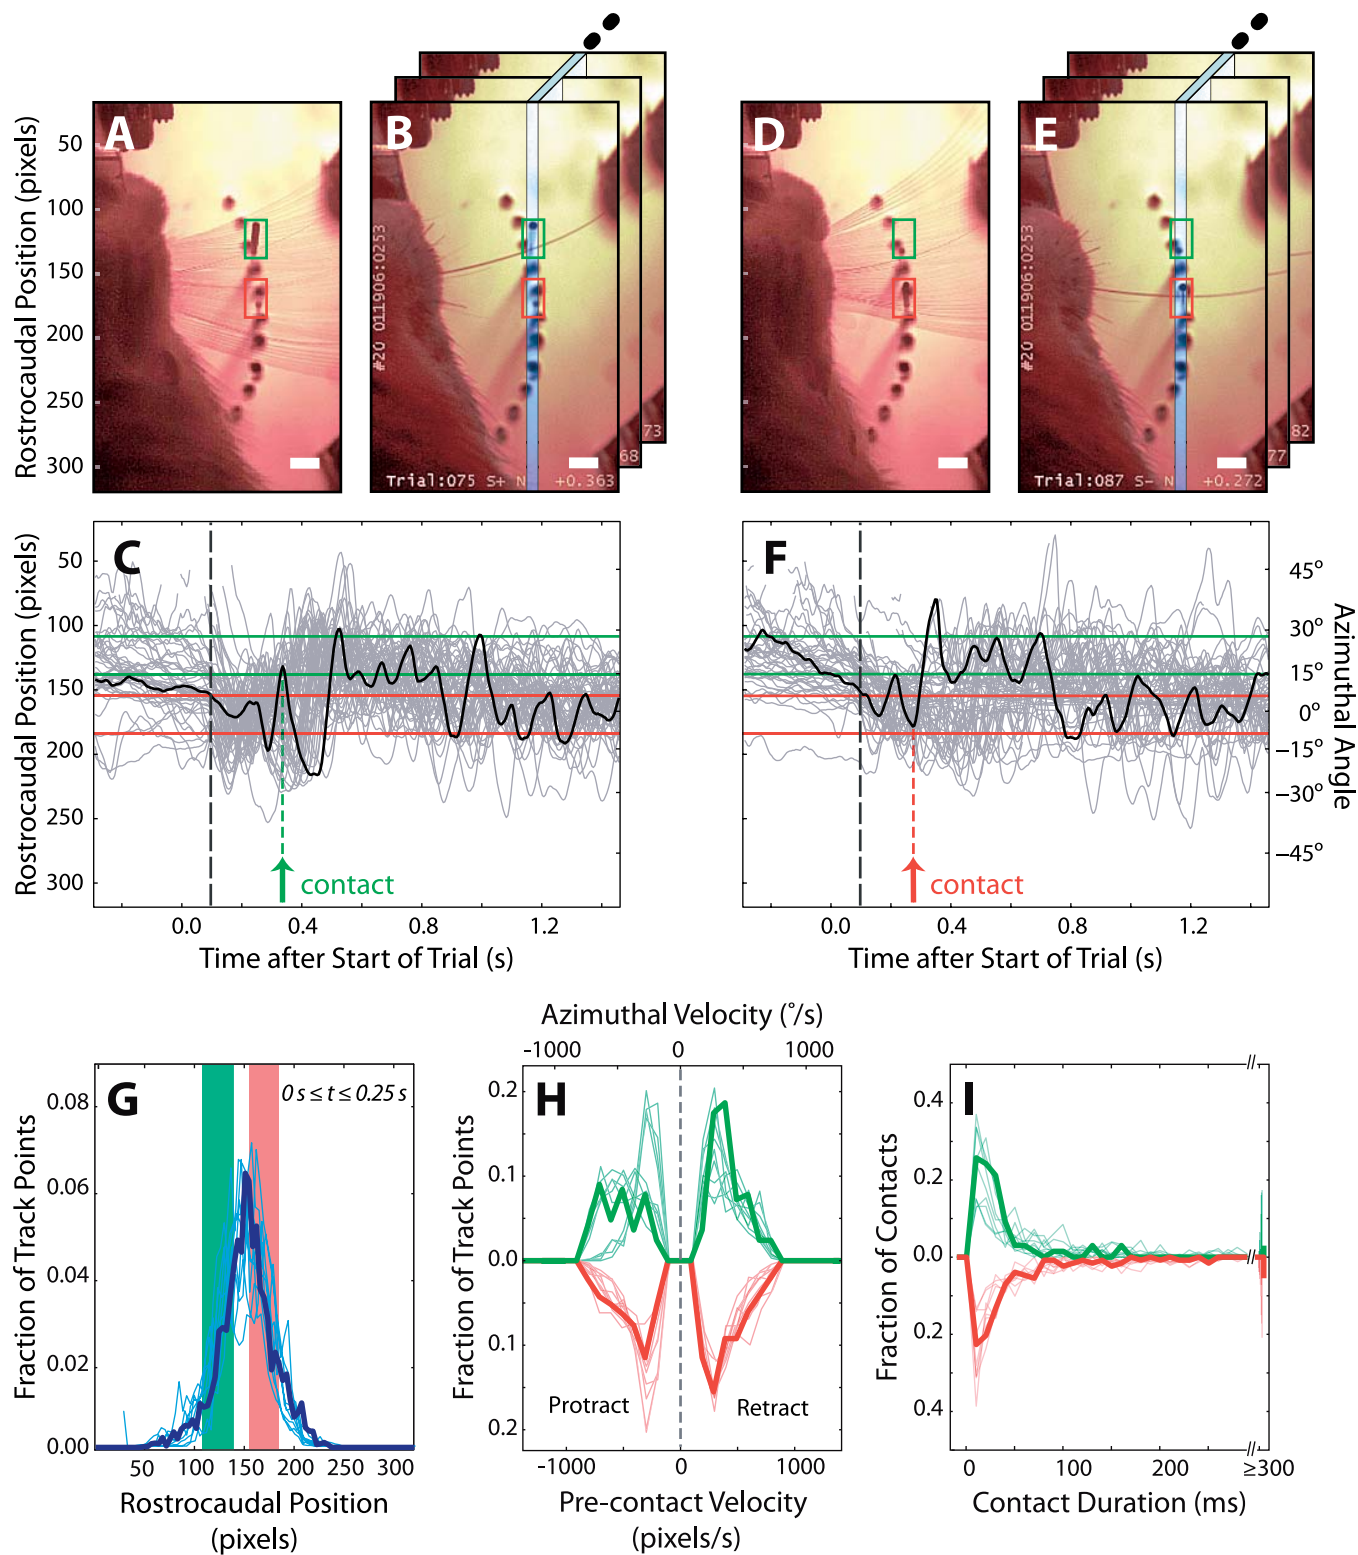 A
B
D
E
Rostrocaudal Position (pixels)
50
100
150
200
250
300
#20 011906:0253
Trial:075 S+ N +0.363
68
73
#20 011906:0253
Trial:087 S- N +0.272
77
82
C
F
Rostrocaudal Position (pixels)
50
100
150
200
250
300
contact
0.0 0.4 0.8 1.2
Time after Start of Trial (s)
contact
0.0 0.4 0.8 1.2
Time after Start of Trial (s)
45°
30°
15°
0°
−15°
−30°
−45°
Azimuthal Angle
G
0 s ≤ t ≤ 0.25 s
Fraction of Track Points
0.08
0.06
0.04
0.02
0.00
50 100 150 200 250 300
Rostrocaudal Position
(pixels)
Azimuthal Velocity (°/s)
-1000 0 1000
H
Fraction of Track Points
0.2
0.1
0.0
0.1
0.2
Protract
Retract
-1000 0 1000
Pre-contact Velocity
(pixels/s)
I
Fraction of Contacts
0.4
0.2
0.0
0.2
0.4
0 100 200 ≥300
Contact Duration (ms)